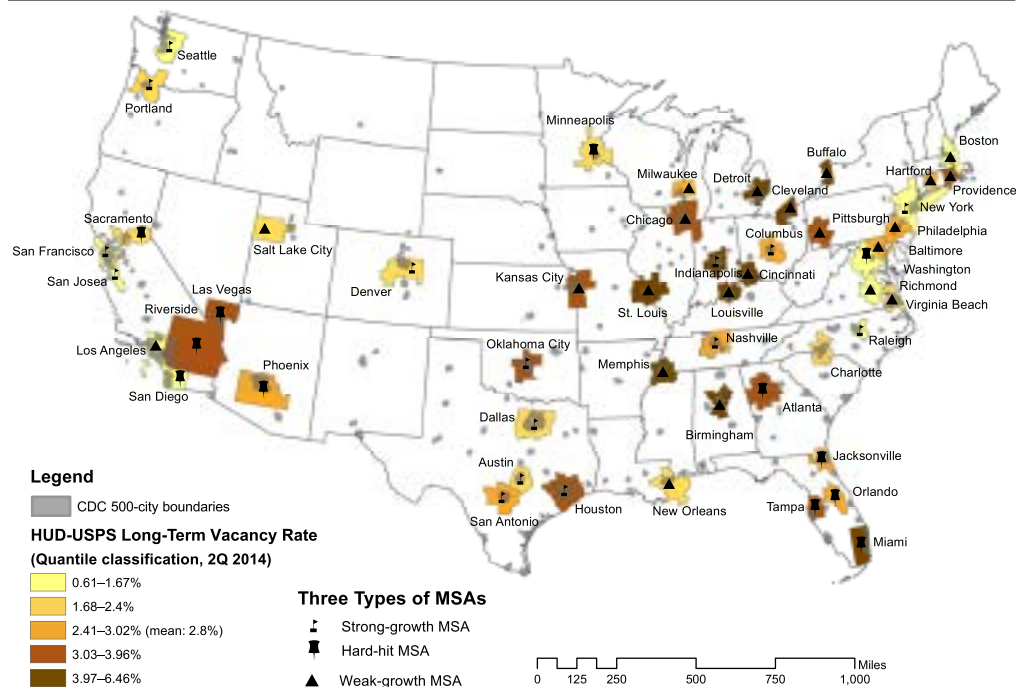 Seattle
Portland
Minneapolis
Boston
Buffalo
Hartford
Milwaukee
Detroit
Cleveland
Providence
New York
Chicago
Pittsburgh
Sacramento
Columbus
Philadelphia
San Francisco
Salt Lake City
Baltimore
Washington
Indianapolis
Cincinnati
Kansas City
San Josea
Denver
Richmond
Las Vegas
Virginia Beach
Riverside
St. Louis
Louisville
Los Angeles
Oklahoma City
Nashville
Raleigh
Phoenix
Memphis
Charlotte
San Diego
Atlanta
Dallas
Birmingham
Jacksonville
Austin
Orlando
San Antonio
Houston
New Orleans
Tampa
Miami
Legend
CDC 500-city boundaries
HUD-USPS Long-Term Vacancy Rate
(Quantile classification, 2Q 2014)
0.61–1.67%
1.68–2.4%
2.41–3.02% (mean: 2.8%)
3.03–3.96%
3.97–6.46%
Three Types of MSAs
Strong-growth MSA
Hard-hit MSA
Weak-growth MSA
Miles
0 125 250 500 750 1,000